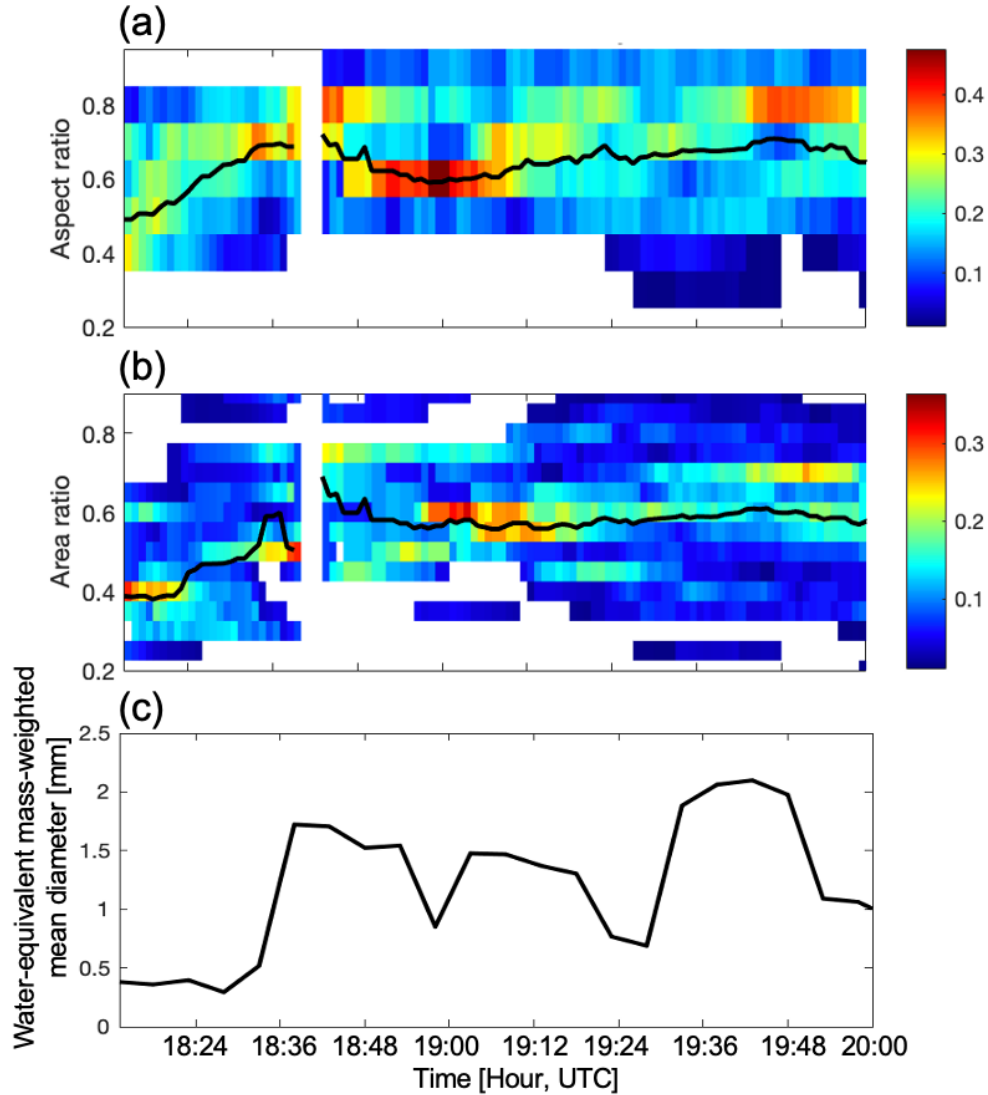 (a)
Aspect ratio
0.8
0.6
0.4
0.2
0.4
0.3
0.2
0.1
(b)
Area ratio
0.8
0.6
0.4
0.2
0.3
0.2
0.1
(c)
Water-equivalent mass-weighted
mean diameter [mm]
2.5
2
1.5
1
0.5
0
18:24 18:36 18:48 19:00 19:12 19:24 19:36 19:48 20:00
Time [Hour, UTC]